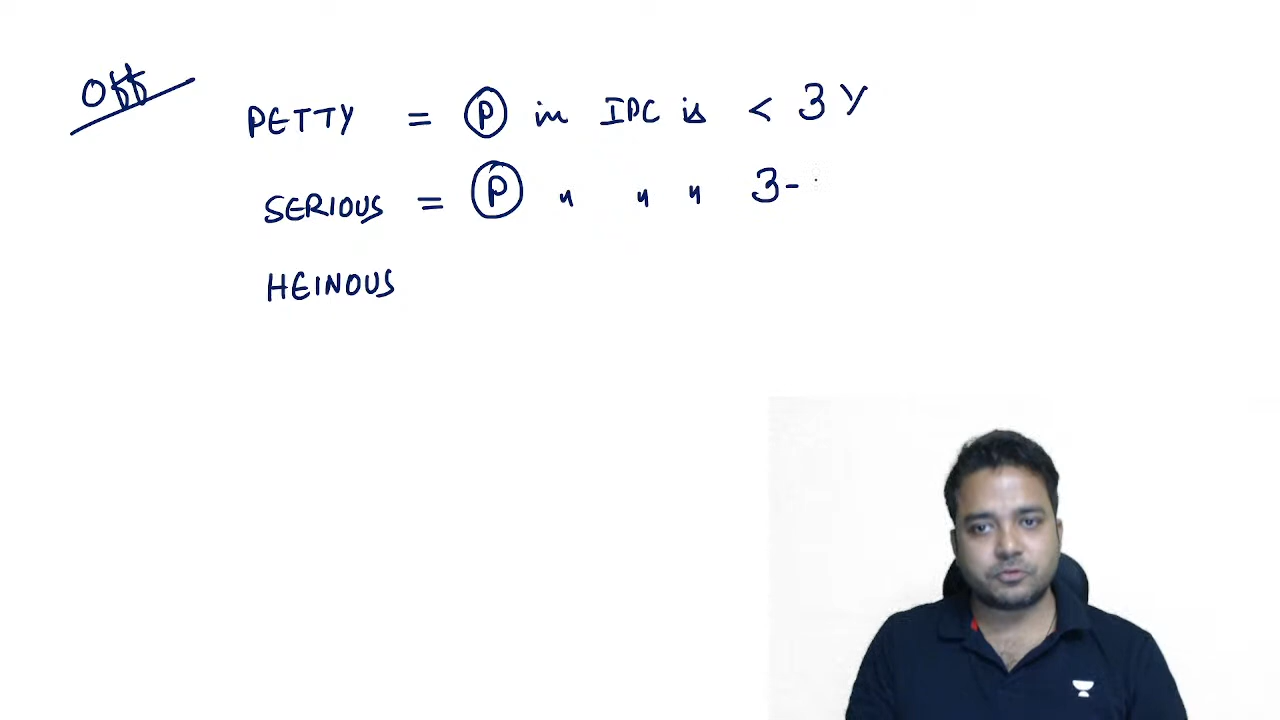 Off
PETTY = P in IPC is < 3 Y
SERIOUS = P " " " 3-
HEINOUS